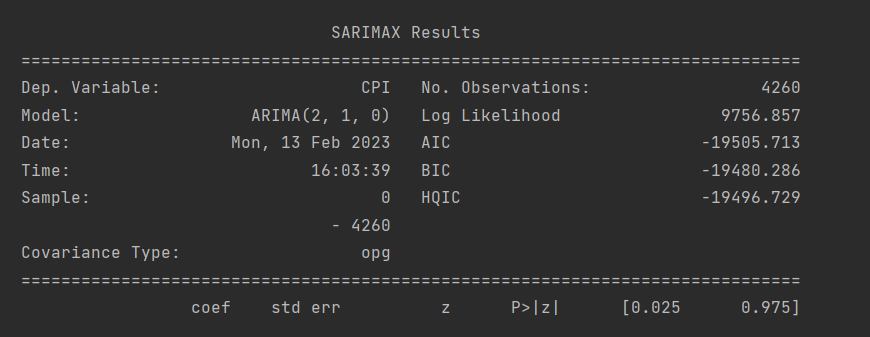 SARIMAX Results
==============================================================================
Dep. Variable: CPI No. Observations: 4260
Model: ARIMA(2, 1, 0) Log Likelihood 9756.857
Date: Mon, 13 Feb 2023 AIC -19505.713
Time: 16:03:39 BIC -19480.286
Sample: 0 HQIC -19496.729
- 4260
Covariance Type: opg
==============================================================================
coef std err z P>|z| [0.025 0.975]